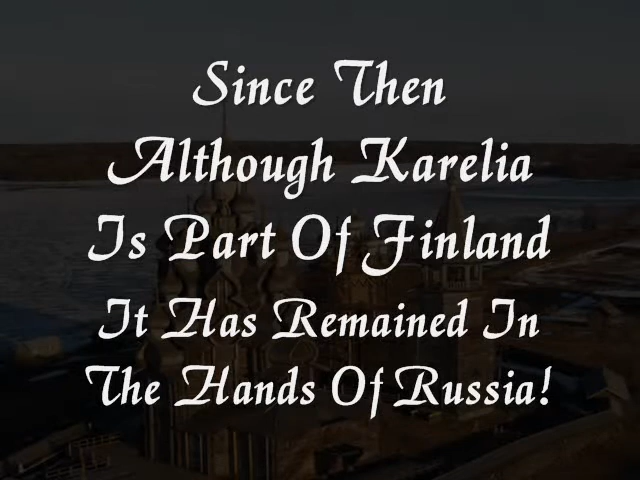 Since Then
Although Karelia
Is Part Of Finland
It Has Remained In
The Hands Of Russia!